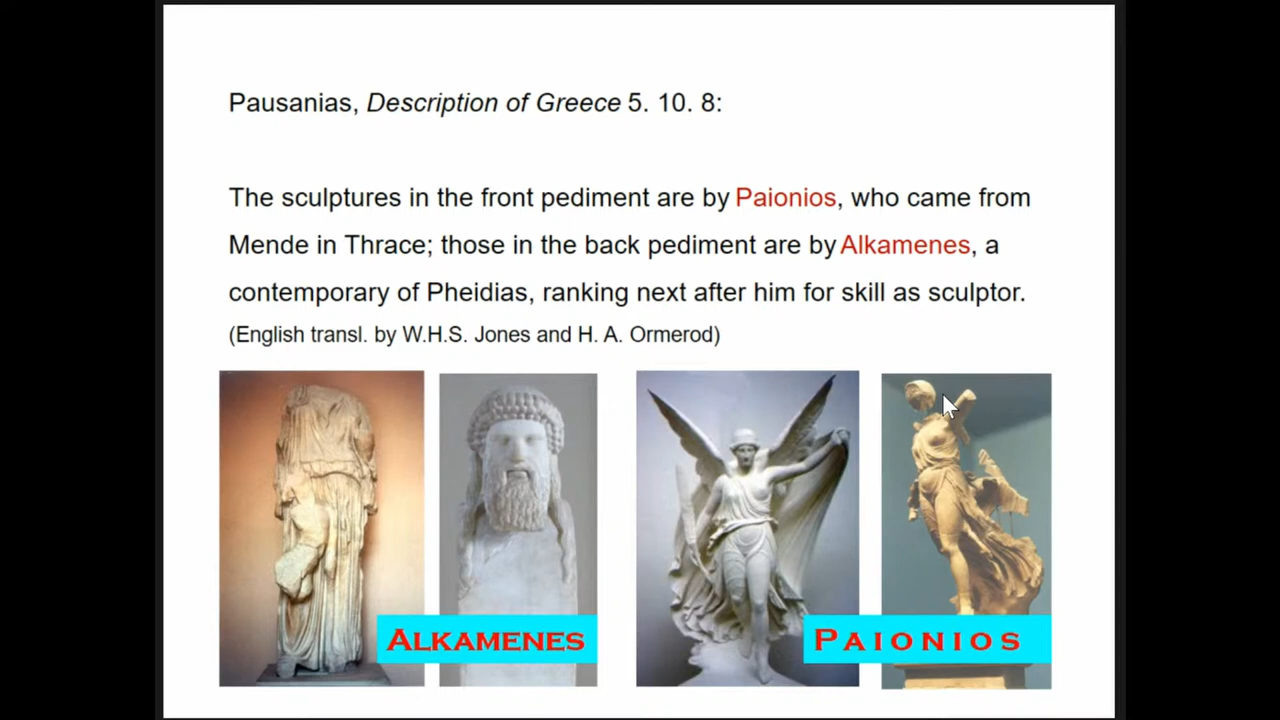 Pausanias, Description of Greece 5. 10. 8:
The sculptures in the front pediment are by Paionios, who came from
Mende in Thrace; those in the back pediment are by Alkamenes, a
contemporary of Pheidias, ranking next after him for skill as sculptor.
(English transl. by W.H.S. Jones and H. A. Ormerod)
ALKAMENES
PAIONIOS